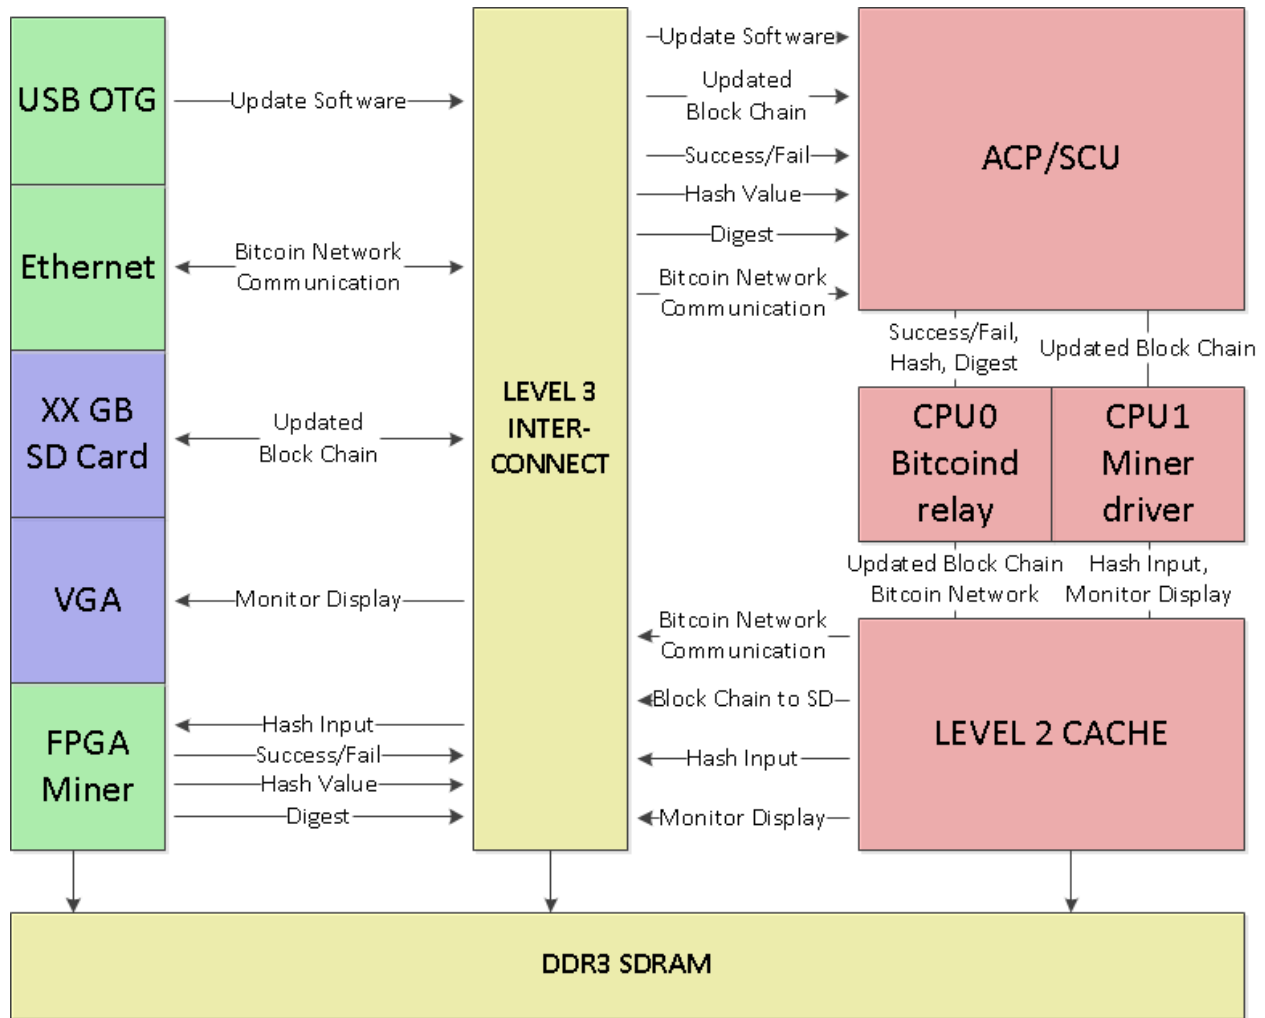 USB OTG
Update Software
Ethernet
Bitcoin Network
Communication
XX GB
SD Card
Updated
Block Chain
VGA
Monitor Display
FPGA
Miner
Hash Input
Success/Fail
Hash Value
Digest
LEVEL 3
INTER-
CONNECT
Update Software
Updated
Block Chain
Success/Fail
Hash Value
Digest
Bitcoin Network
Communication
ACP/SCU
Success/Fail,
Hash, Digest
Updated Block Chain
CPU0
Bitcoind
relay
CPU1
Miner
driver
Updated Block Chain
Bitcoin Network
Hash Input,
Monitor Display
Bitcoin Network
Communication
Block Chain to SD
Hash Input
Monitor Display
LEVEL 2 CACHE
DDR3 SDRAM